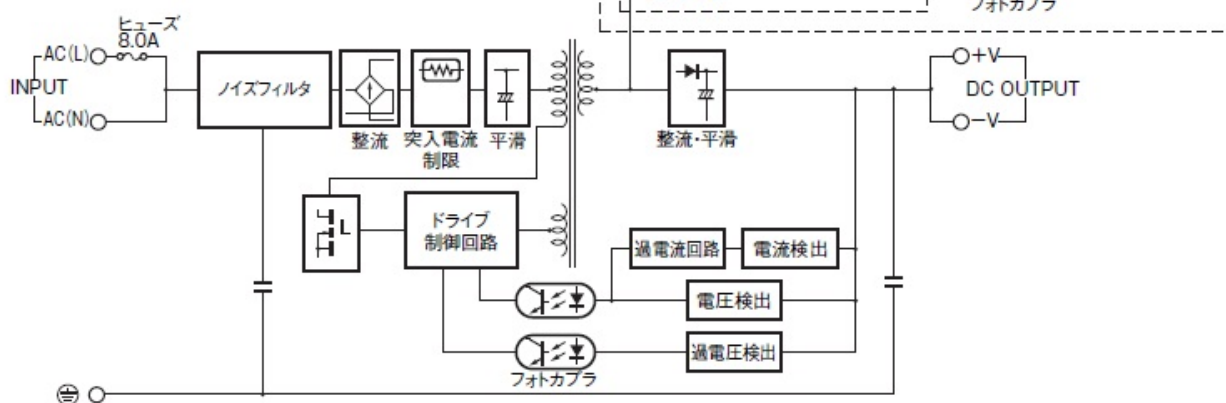 フォトカプラ
ヒューズ
8.0A
AC(L)
INPUT
AC(N)
ノイズフィルタ
整流
突入電流
制限
平滑
整流・平滑
+V
DC OUTPUT
-V
ドライブ
制御回路
過電流回路
電流検出
電圧検出
過電圧検出
フォトカプラ